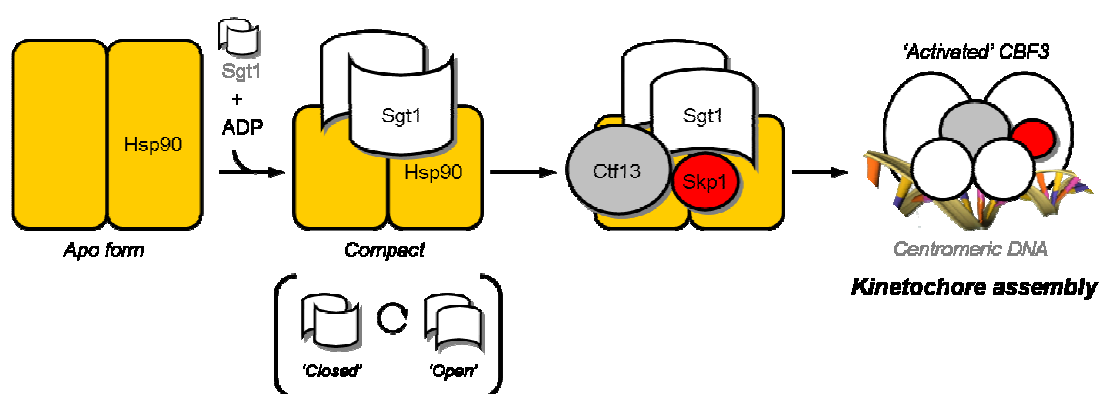 Sgt1
+
ADP
Hsp90
Apo form
Sgt1
Hsp90
Compact
'Closed'
'Open'
Sgt1
Ctf13
Skp1
'Activated' CBF3
Centromeric DNA
Kinetochore assembly